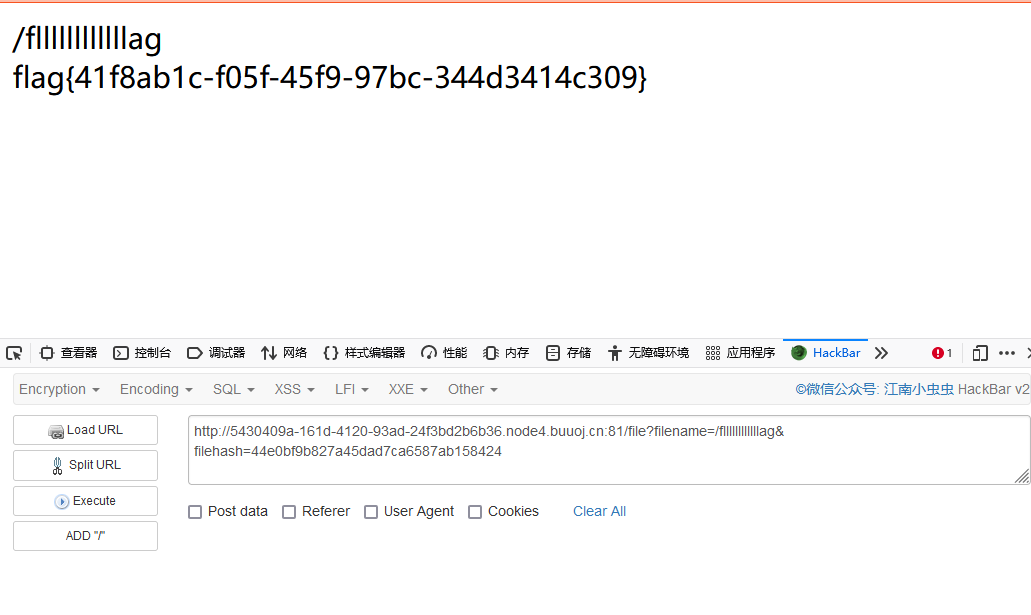 /fllllllllllllag
flag{41f8ab1c-f05f-45f9-97bc-344d3414c309}
查看器 控制台 调试器 网络 样式编辑器 性能 内存 存储 无障碍环境 应用程序 HackBar 1
Encryption Encoding SQL XSS LFI XXE Other ©微信公众号: 江南小虫虫 HackBar v2
Load URL
Split URL
Execute
ADD "/"
http://5430409a-161d-4120-93ad-24f3bd2b6b36.node4.buuoj.cn:81/file?filename=/fllllllllllllag&
filehash=44e0bf9b827a45dad7ca6587ab158424
Post data Referer User Agent Cookies Clear All